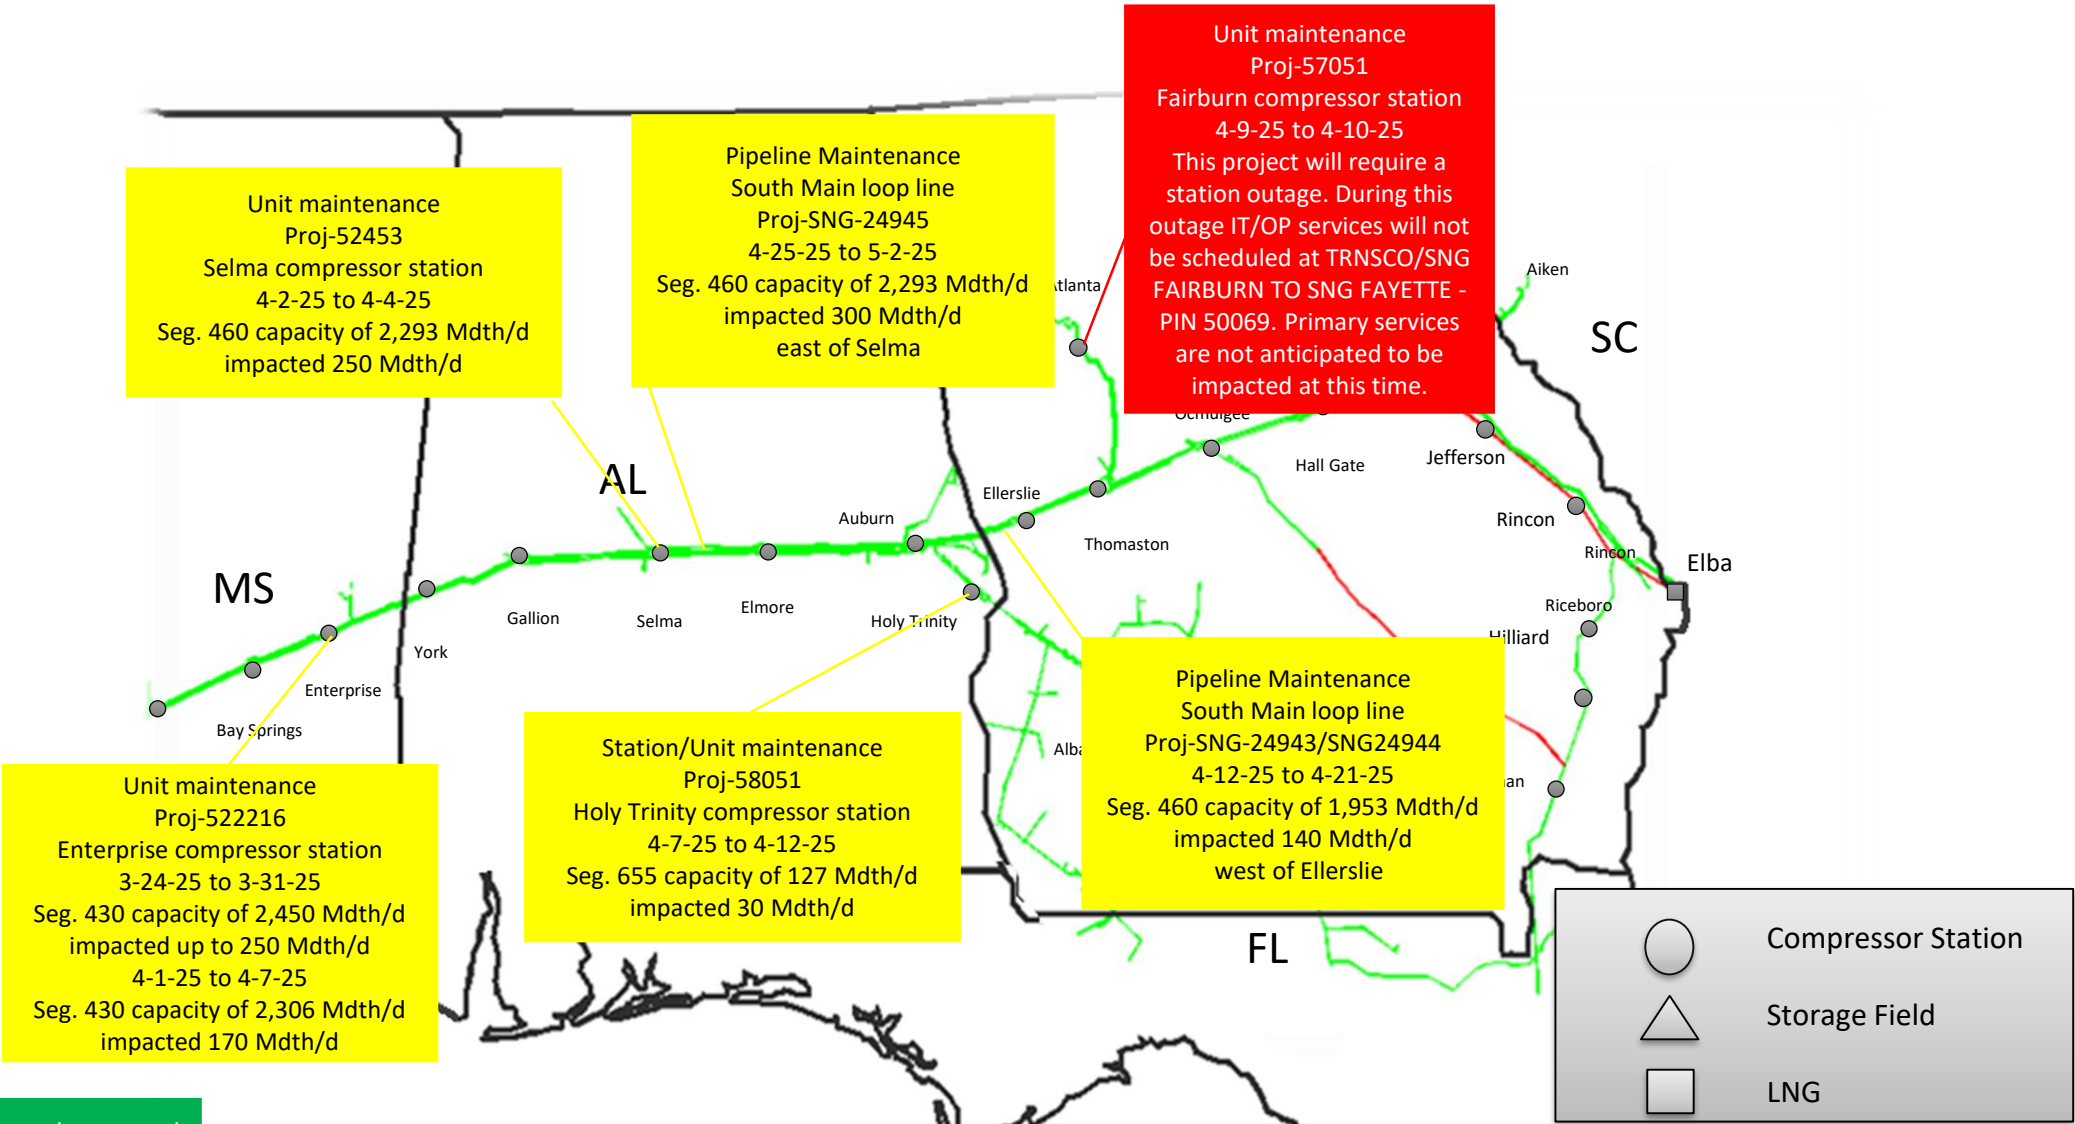 Unit maintenance
Proj-57051
Fairburn compressor station
4-9-25 to 4-10-25
This project will require a
station outage. During this
outage IT/OP services will not
be scheduled at TRNSCO/SNG
FAIRBURN TO SNG FAYETTE -
PIN 50069. Primary services
are not anticipated to be
impacted at this time.
Pipeline Maintenance
South Main loop line
Proj-SNG-24945
4-25-25 to 5-2-25
Seg. 460 capacity of 2,293 Mdth/d
impacted 300 Mdth/d
east of Selma
Unit maintenance
Proj-52453
Selma compressor station
4-2-25 to 4-4-25
Seg. 460 capacity of 2,293 Mdth/d
impacted 250 Mdth/d
Atlanta
Aiken
SC
Ocmulgee
Hall Gate
Jefferson
AL
Ellerslie
Auburn
Rincon
Thomaston
Rincon
Elba
MS
Gallion
Selma
Elmore
Holy Trinity
Riceboro
Hilliard
York
Enterprise
Bay Springs
Pipeline Maintenance
South Main loop line
Proj-SNG-24943/SNG24944
4-12-25 to 4-21-25
Seg. 460 capacity of 1,953 Mdth/d
impacted 140 Mdth/d
west of Ellerslie
Station/Unit maintenance
Proj-58051
Holy Trinity compressor station
4-7-25 to 4-12-25
Seg. 655 capacity of 127 Mdth/d
impacted 30 Mdth/d
Unit maintenance
Proj-522216
Enterprise compressor station
3-24-25 to 3-31-25
Seg. 430 capacity of 2,450 Mdth/d
impacted up to 250 Mdth/d
4-1-25 to 4-7-25
Seg. 430 capacity of 2,306 Mdth/d
impacted 170 Mdth/d
FL
Compressor Station
Storage Field
LNG